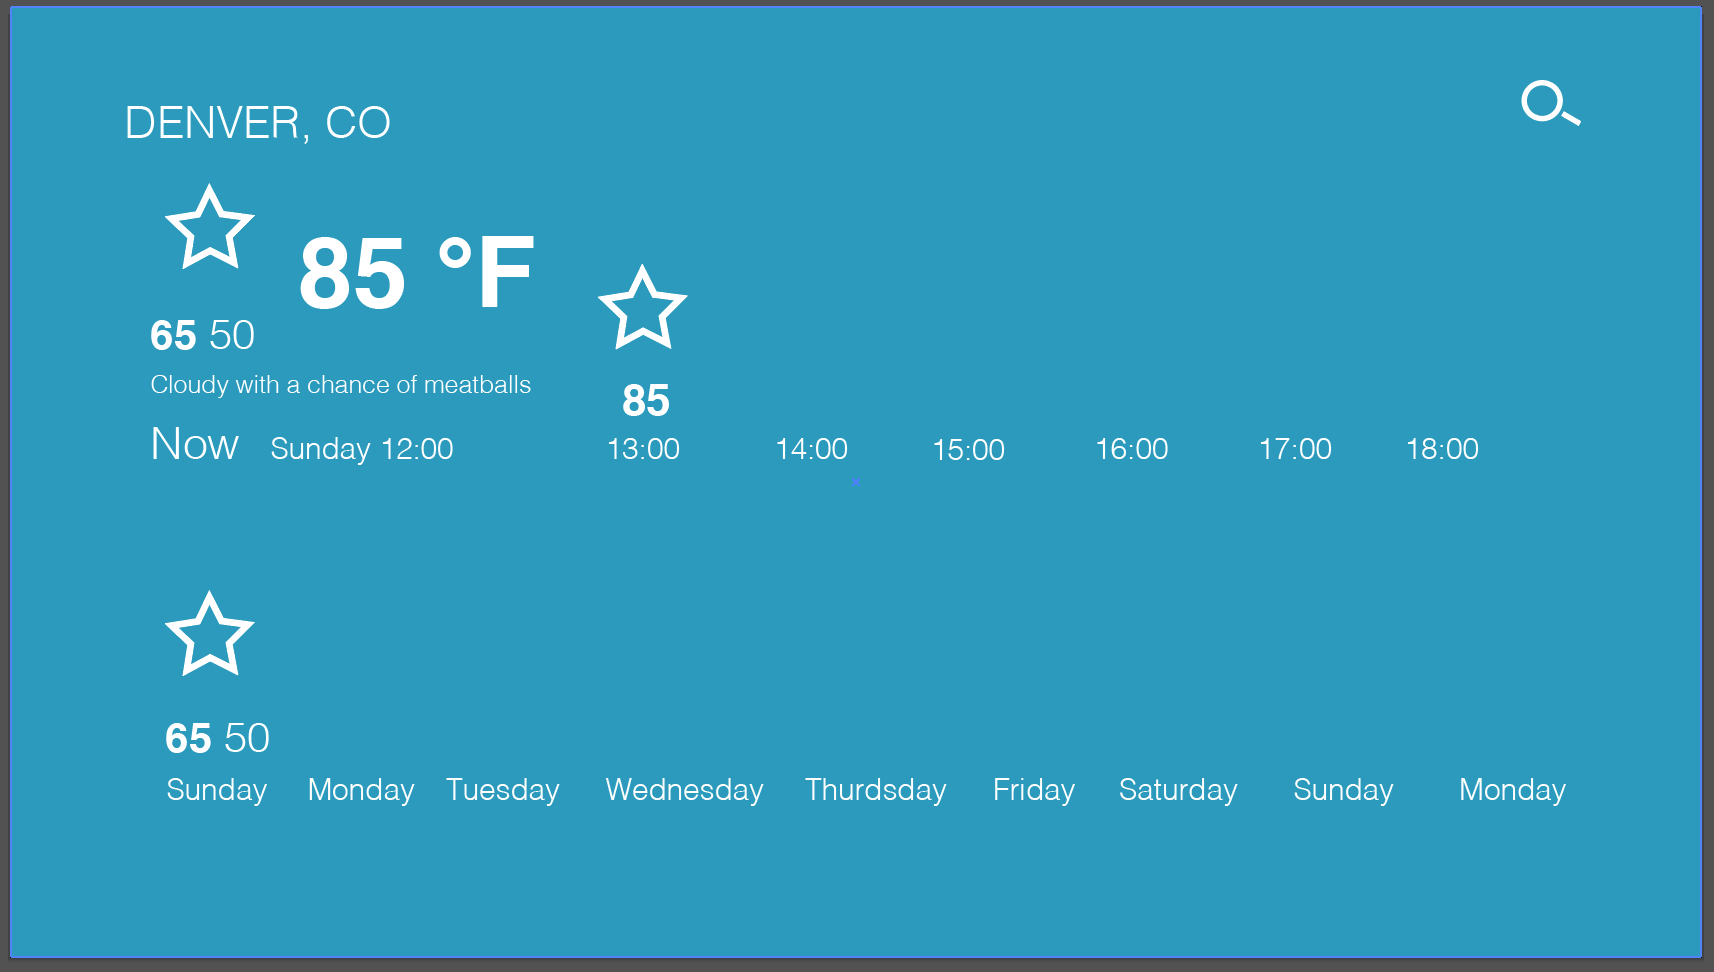 DENVER, CO
85 °F
65 50
Cloudy with a chance of meatballs
85
Now Sunday 12:00 13:00 14:00 15:00 16:00 17:00 18:00
65 50
Sunday Monday Tuesday Wednesday Thurdsday Friday Saturday Sunday Monday